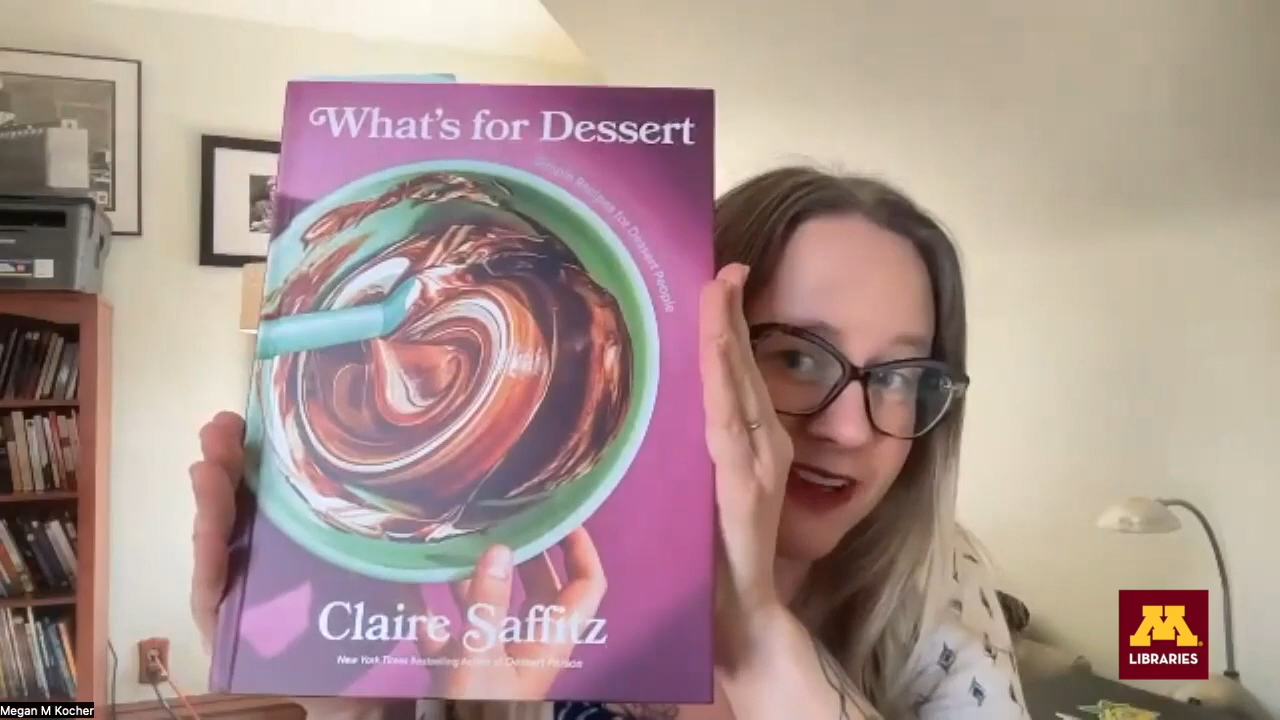 What's for Dessert
Simple Recipes for Dessert People
Claire Saffitz
New York Times Bestselling Author of Dessert Person
M
LIBRARIES
Megan M Kocher